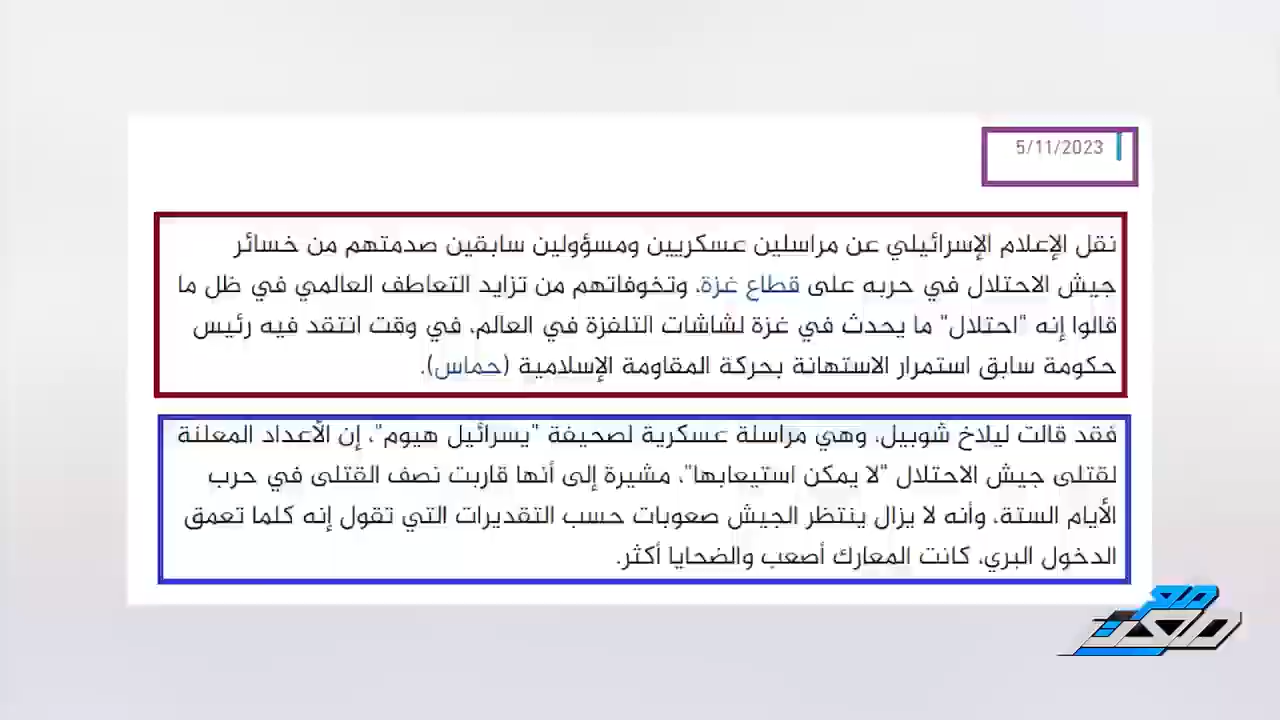 5/11/2023
نقل الإعلام الإسرائيلي عن مراسلين عسكريين ومسؤولين سابقين صدمتهم من خسائر
جيش الاحتلال في حربه على قطاع غزة، وتخوفاتهم من تزايد التعاطف العالمي في ظل ما
قالوا إنه "احتلال" ما يحدث في غزة لشاشات التلفزة في العالم، في وقت انتقد فيه رئيس
حكومة سابق استمرار الاستهانة بحركة المقاومة الإسلامية (حماس).
فقد قالت ليلاخ شوبيل، وهي مراسلة عسكرية لصحيفة "يسرائيل هيوم"، إن الأعداد المعلنة
لقتلى جيش الاحتلال "لا يمكن استيعابها"، مشيرة إلى أنها قاربت نصف القتلى في حرب
الأيام الستة، وأنه لا يزال ينتظر الجيش صعوبات حسب التقديرات التي تقول إنه كلما تعمق
الدخول البري، كانت المعارك أصعب والضحايا أكثر.
مع